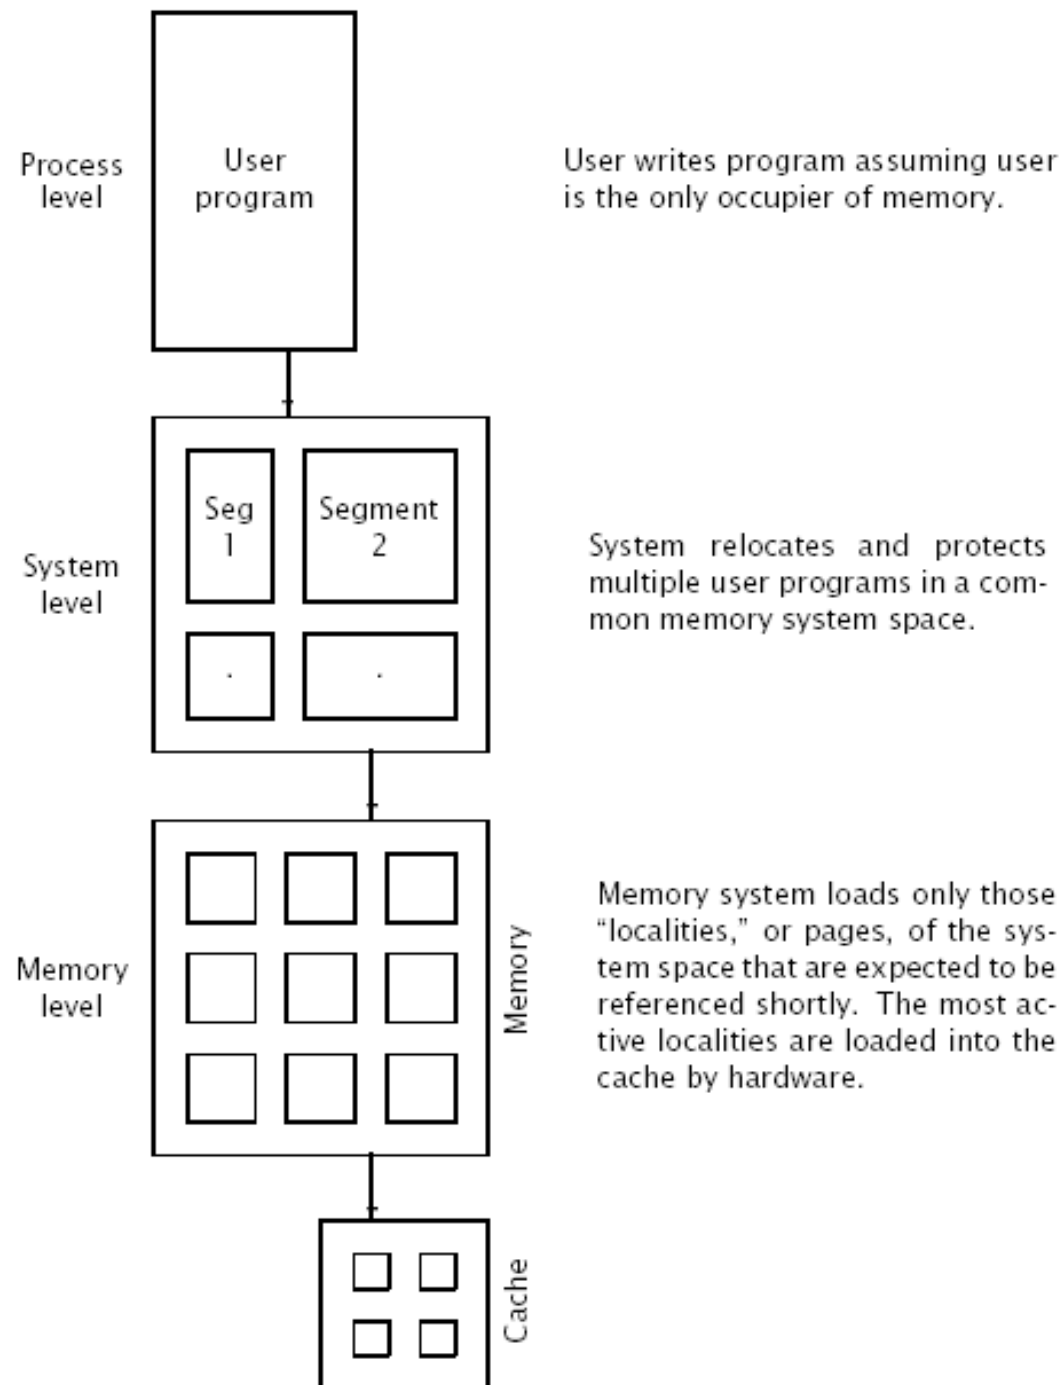 Process
level
User
program
User writes program assuming user
is the only occupier of memory.
System
level
Seg
1
Segment
2
.
.
System relocates and protects
multiple user programs in a com-
mon memory system space.
Memory
level
Memory
Memory system loads only those
“localities,” or pages, of the sys-
tem space that are expected to be
referenced shortly. The most ac-
tive localities are loaded into the
cache by hardware.
Cache